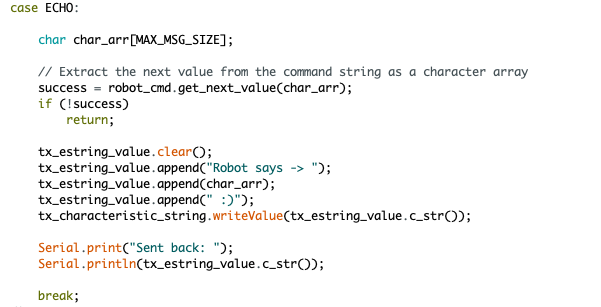 case ECHO:
char char_arr[MAX_MSG_SIZE];
// Extract the next value from the command string as a character array
success = robot_cmd.get_next_value(char_arr);
if (!success)
return;
tx_estring_value.clear();
tx_estring_value.append("Robot says -> ");
tx_estring_value.append(char_arr);
tx_estring_value.append(" :)");
tx_characteristic_string.writeValue(tx_estring_value.c_str());
Serial.print("Sent back: ");
Serial.println(tx_estring_value.c_str());
break;